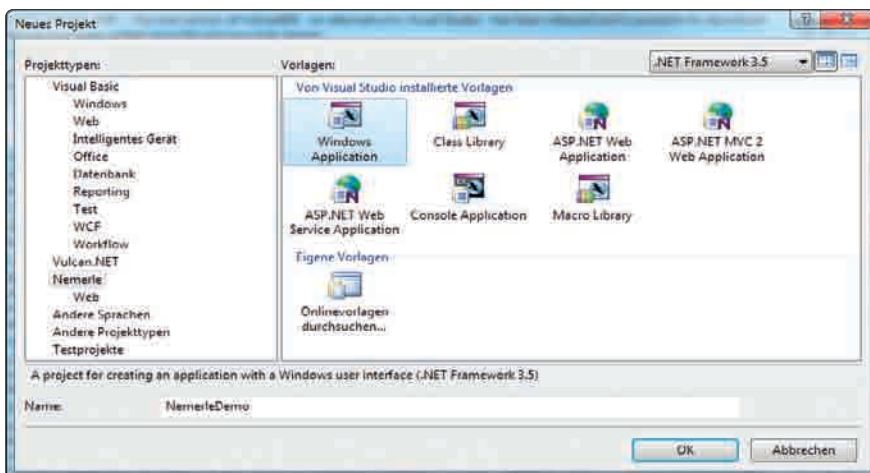 Neues Projekt
Projekttypen:
Vorlagen:
.NET Framework 3.5
Visual Basic
Windows
Web
Intelligentes Gerät
Office
Datenbank
Reporting
Test
WCF
Workflow
Vulcan.NET
Nemerle
Web
Andere Sprachen
Andere Projekttypen
Testprojekte
Von Visual Studio installierte Vorlagen
Windows
Application
Class Library
ASP.NET Web
Application
ASP.NET MVC 2
Web Application
ASP.NET Web
Service Application
Console Application
Macro Library
Eigene Vorlagen
Onlinevorlagen
durchsuchen...
A project for creating an application with a Windows user interface (.NET Framework 3.5)
Name:
NemerleDemo
OK
Abbrechen